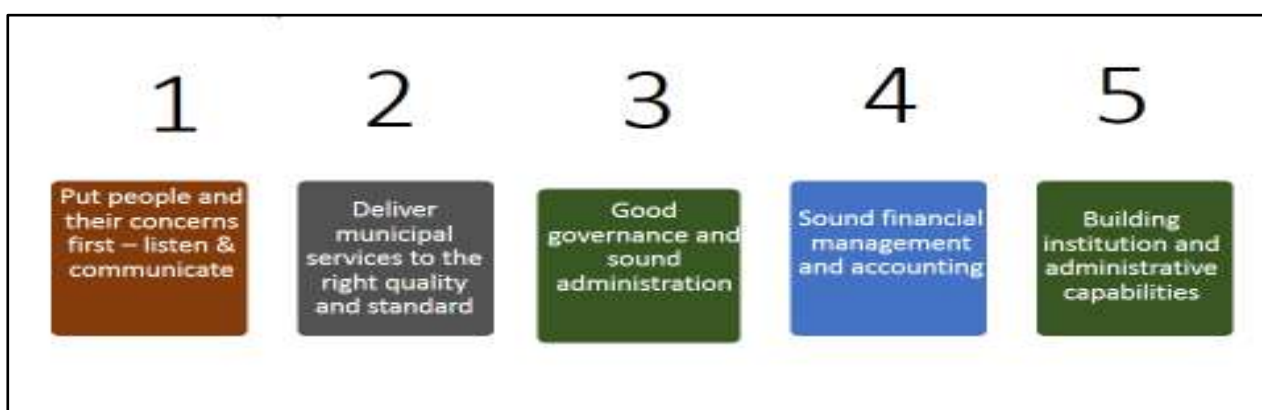 1
Put people and
their concerns
first – listen &
communicate
2
Deliver
municipal
services to the
right quality
and standard
3
Good
governance and
sound
administration
4
Sound financial
management
and accounting
5
Building
institution and
administrative
capabilities